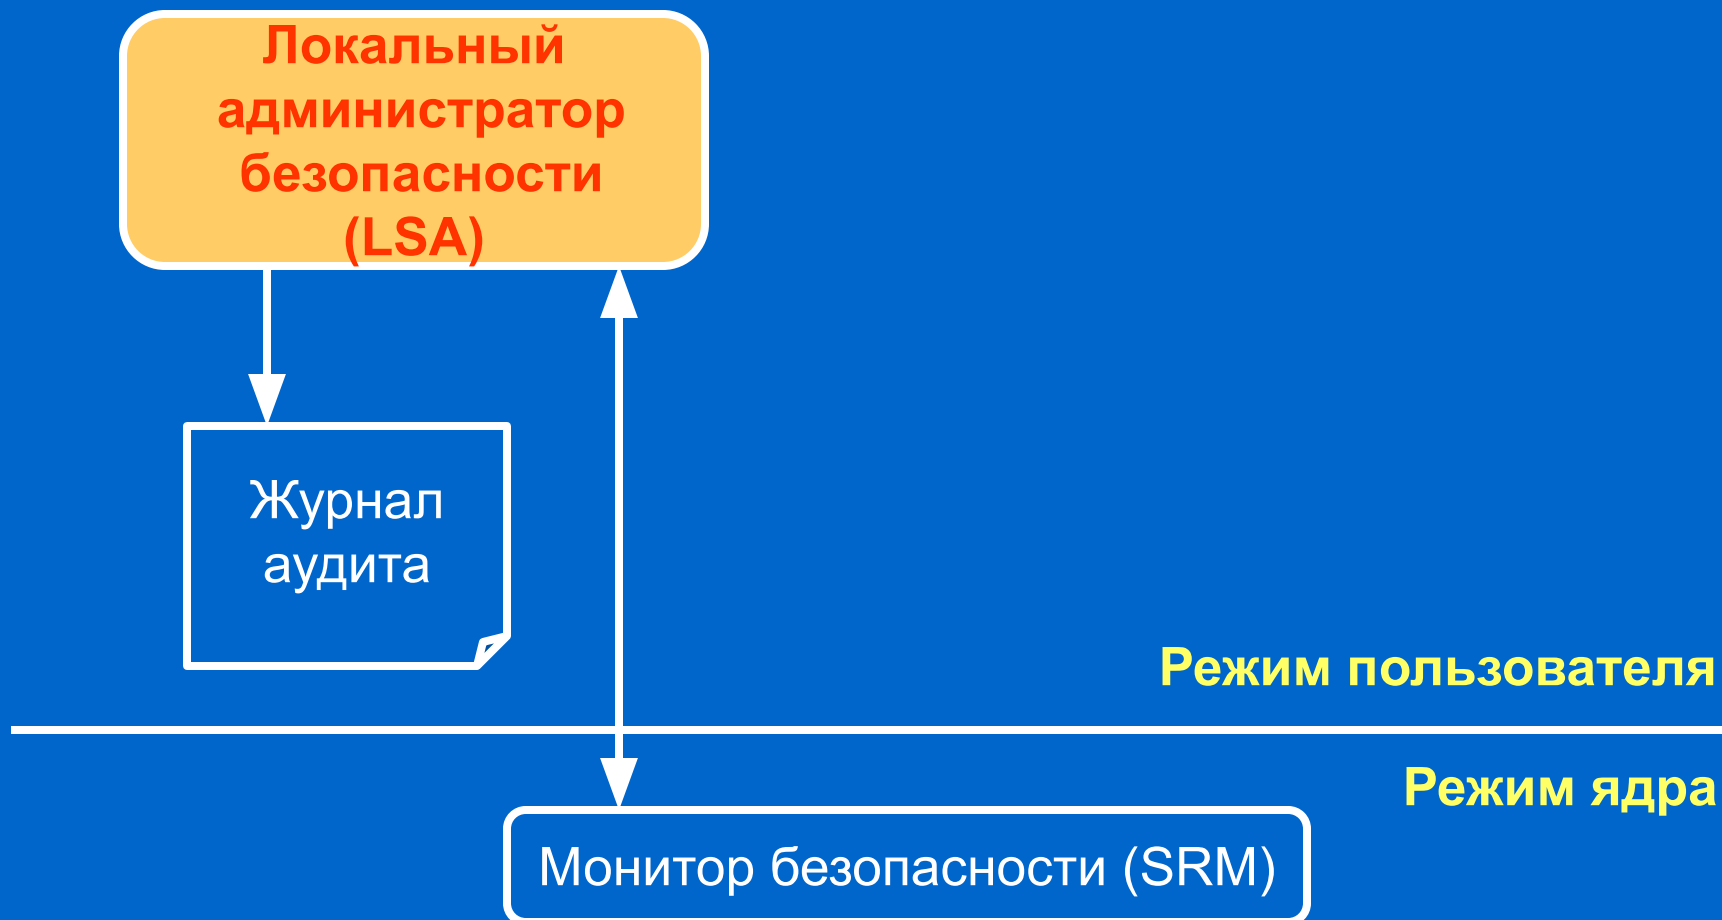 Локальный
администратор
безопасности
(LSA)
Журнал
аудита
Режим пользователя
Режим ядра
Монитор безопасности (SRM)